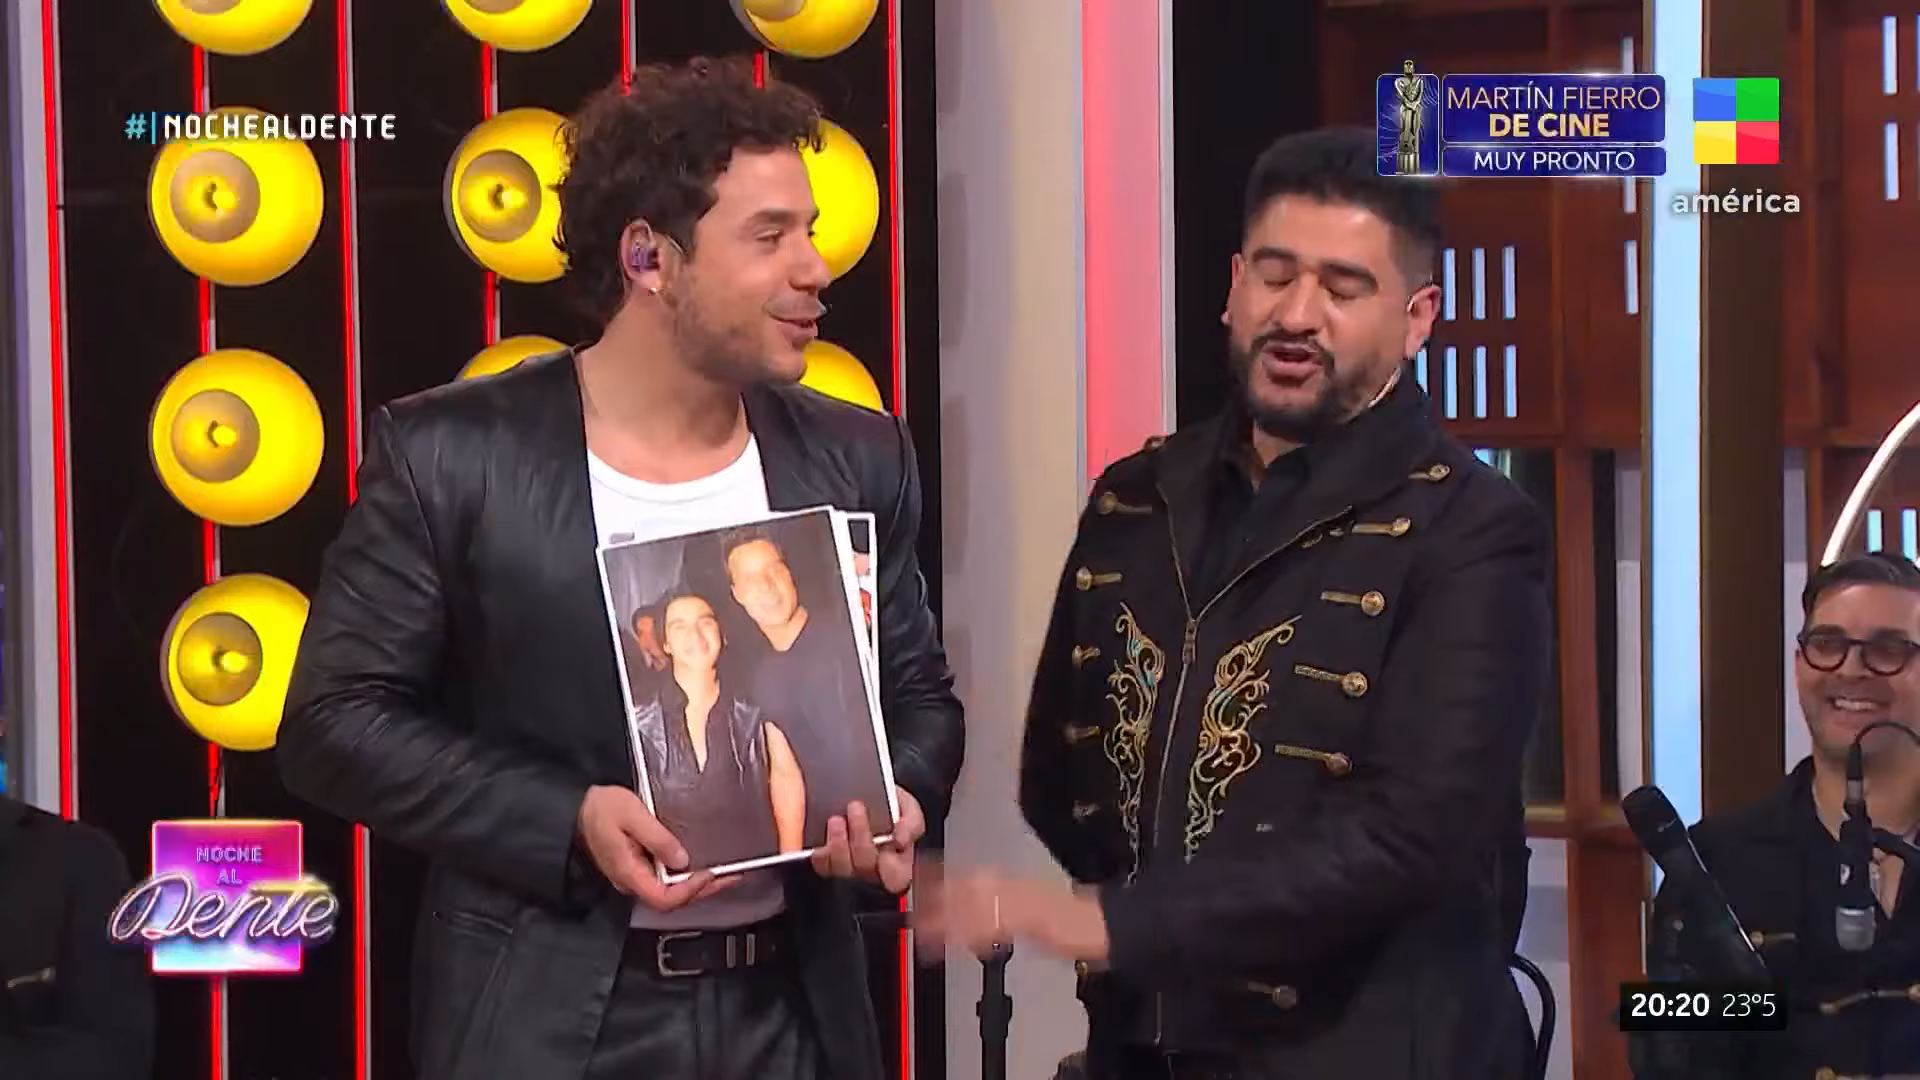 #|NOCHEALDENTE
MARTÍN FIERRO
DE CINE
MUY PRONTO
américa
NOCHE
AL
Dente
20:20 23°5